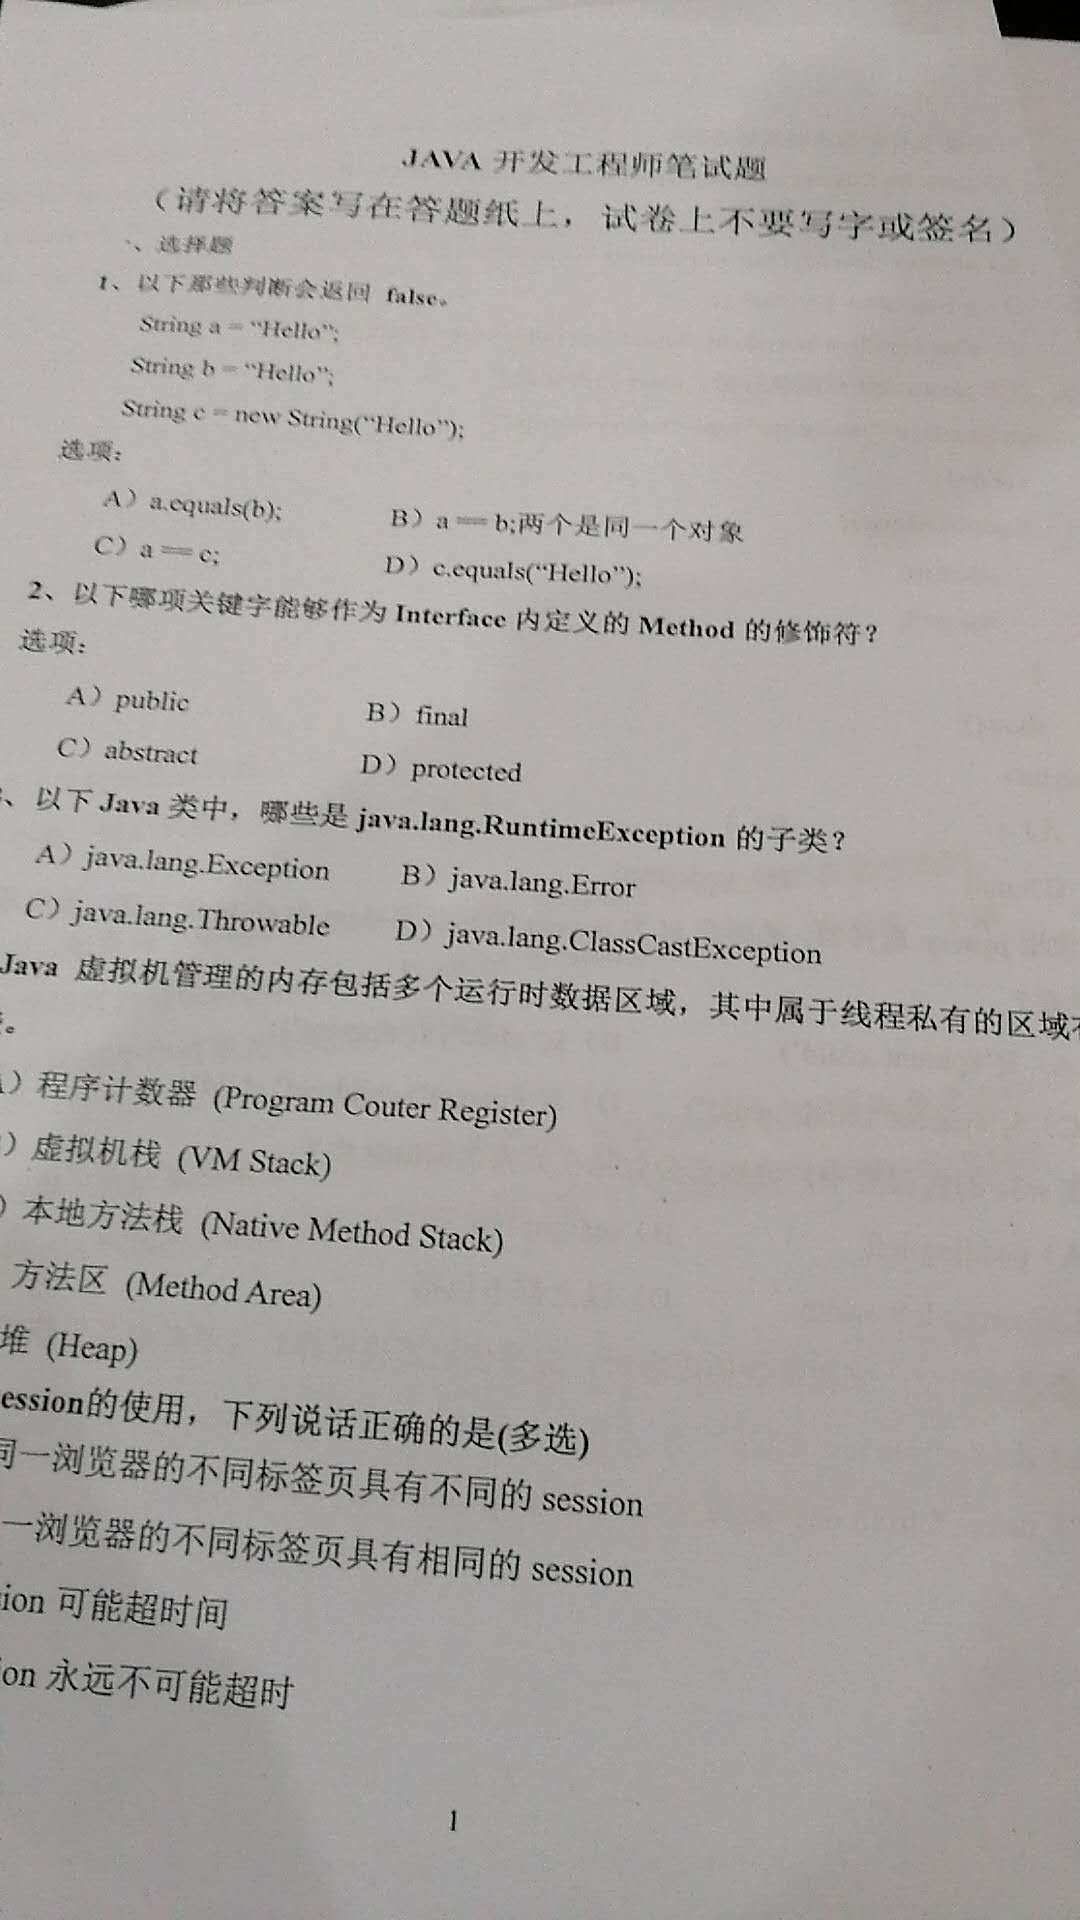 JAVA 开发工程师笔试题
（请将答案写在答题纸上，试卷上不要写字或签名）
、选择题
1、以下那些判断会返回 false。
String a = “Hello”;
String b = “Hello”;
String c = new String(“Hello”);
选项：
A）a.equals(b);  B）a == b;两个是同一个对象
C）a == c;  D）c.equals(“Hello”);
2、以下哪项关键字能够作为 Interface 内定义的 Method 的修饰符？
选项：
A）public  B）final
C）abstract  D）protected
、以下 Java 类中，哪些是 java.lang.RuntimeException 的子类？
A）java.lang.Exception  B）java.lang.Error
C）java.lang.Throwable  D）java.lang.ClassCastException
Java 虚拟机管理的内存包括多个运行时数据区域，其中属于线程私有的区域
。
）程序计数器 (Program Couter Register)
）虚拟机栈 (VM Stack)
）本地方法栈 (Native Method Stack)
方法区 (Method Area)
堆 (Heap)
ession的使用，下列说话正确的是(多选)
同一浏览器的不同标签页具有不同的 session
一浏览器的不同标签页具有相同的 session
ion 可能超时间
on 永远不可能超时
1